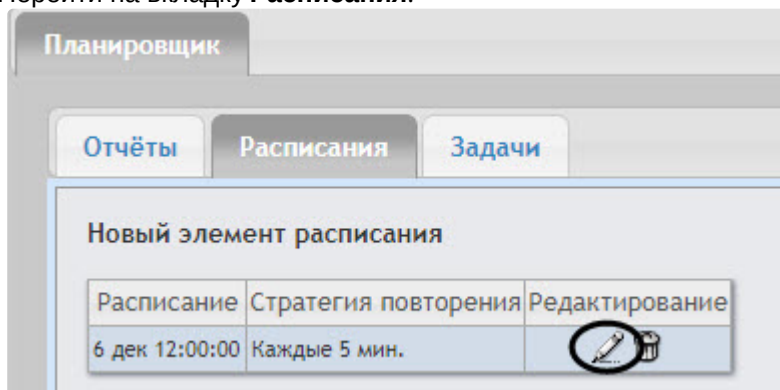 Перейти на вкладку Расписания.
Планировщик
Отчёты Расписания Задачи
Новый элемент расписания
Расписание Стратегия повторения Редактирование
6 дек 12:00:00 Каждые 5 мин.